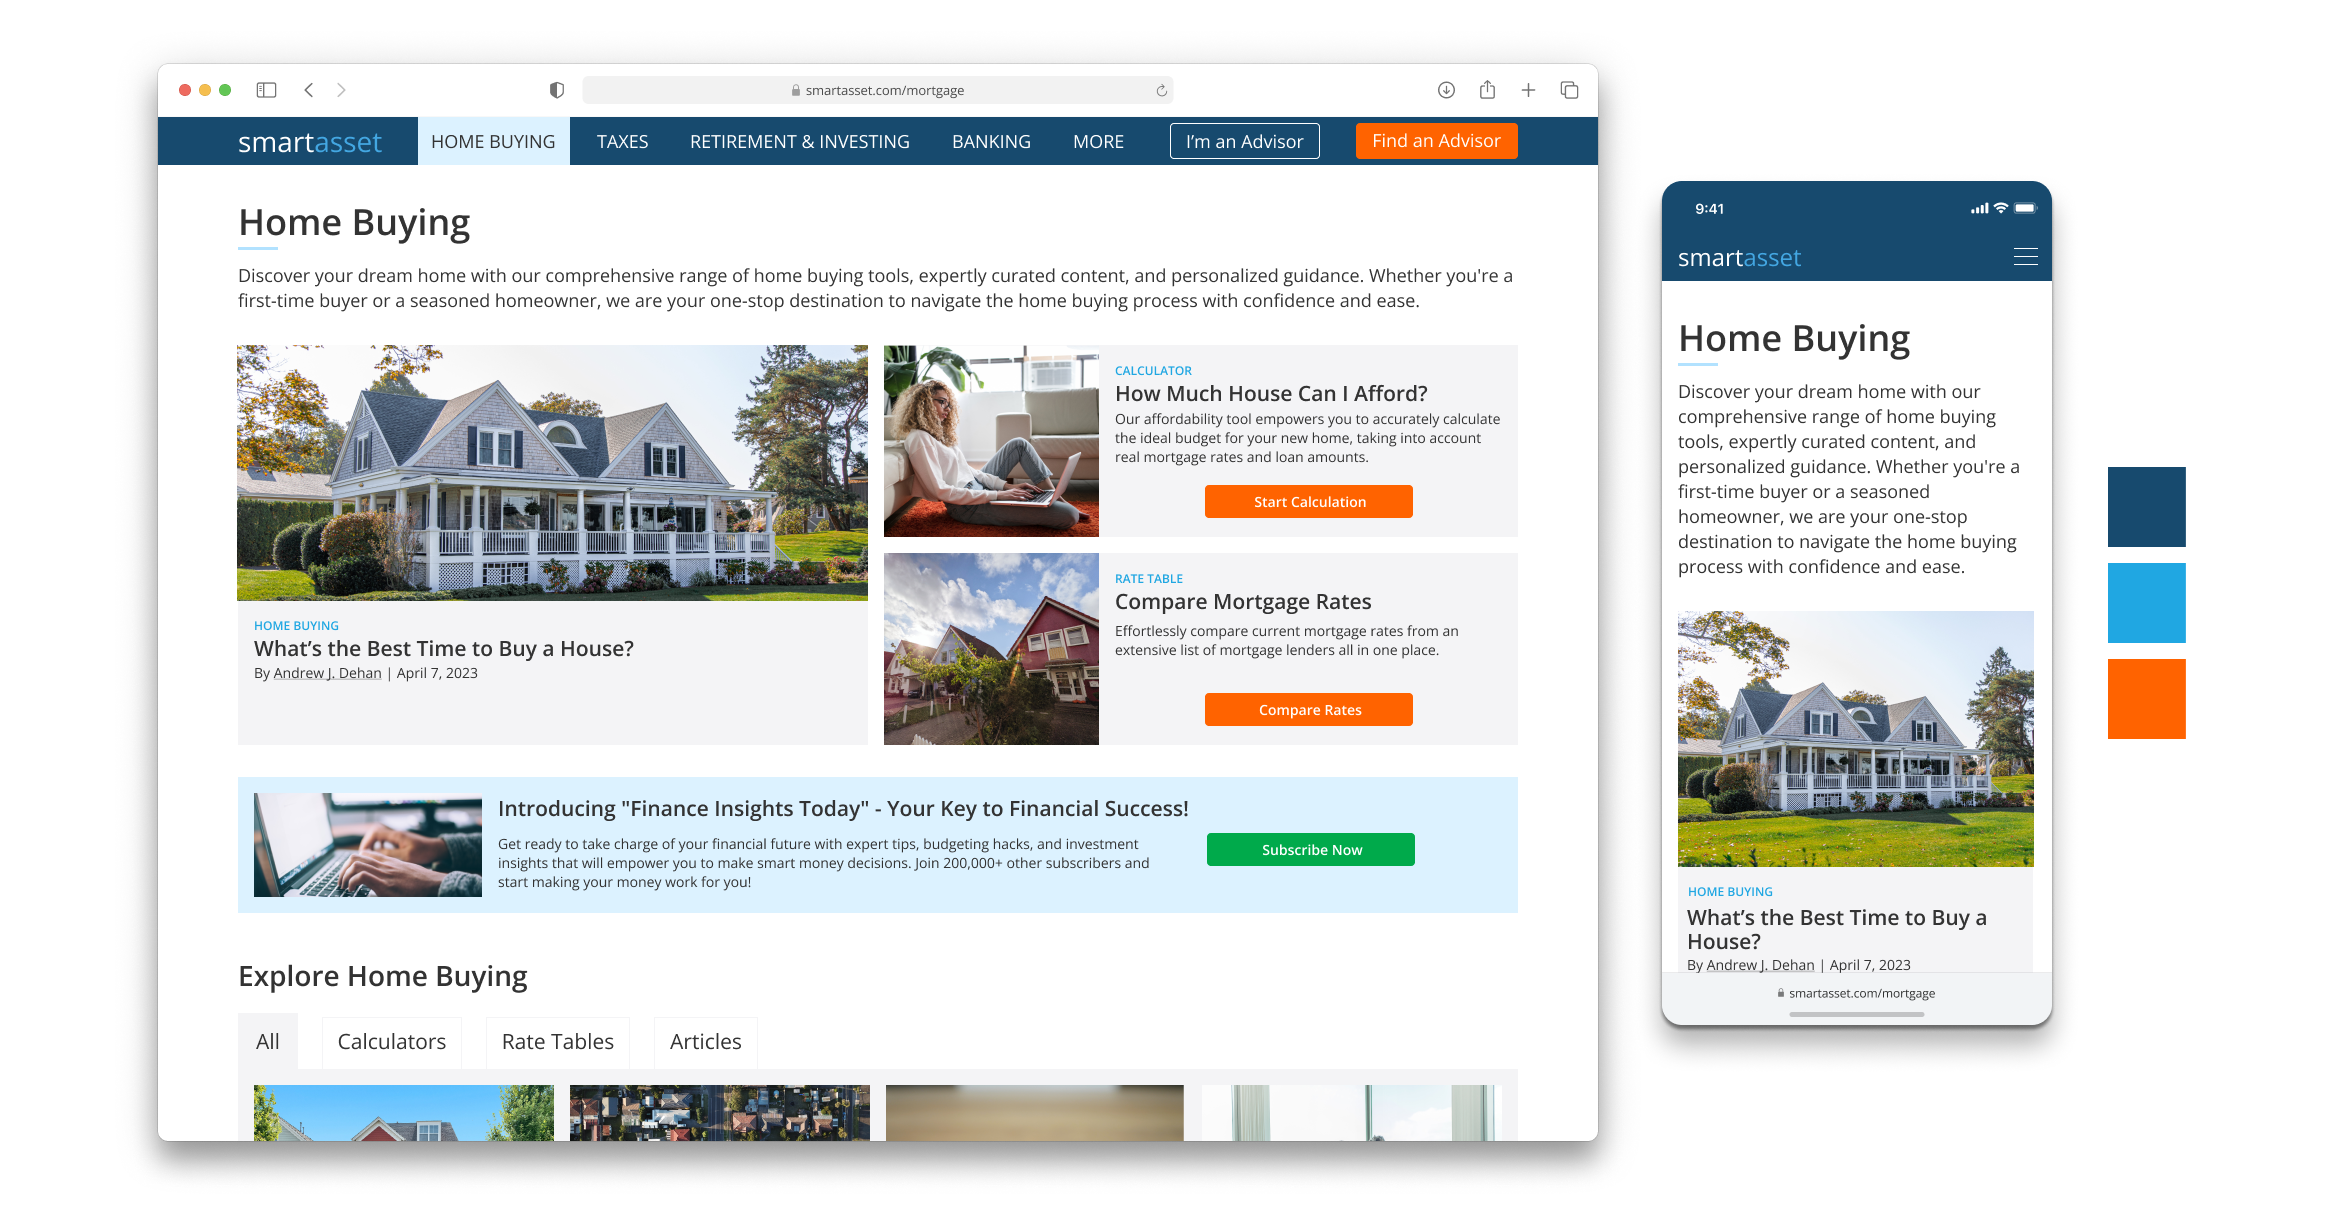 smartasset.com/mortgage
smartasset
HOME BUYING
TAXES
RETIREMENT & INVESTING
BANKING
MORE
I'm an Advisor
Find an Advisor
Home Buying
Discover your dream home with our comprehensive range of home buying tools, expertly curated content, and personalized guidance. Whether you're a
first-time buyer or a seasoned homeowner, we are your one-stop destination to navigate the home buying process with confidence and ease.
HOME BUYING
What's the Best Time to Buy a House?
By Andrew J. Dehan | April 7, 2023
CALCULATOR
How Much House Can I Afford?
Our affordability tool empowers you to accurately calculate
the ideal budget for your new home, taking into account
real mortgage rates and loan amounts.
Start Calculation
RATE TABLE
Compare Mortgage Rates
Effortlessly compare current mortgage rates from an
extensive list of mortgage lenders all in one place.
Compare Rates
Introducing "Finance Insights Today" - Your Key to Financial Success!
Get ready to take charge of your financial future with expert tips, budgeting hacks, and investment
insights that will empower you to make smart money decisions. Join 200,000+ other subscribers and
start making your money work for you!
Subscribe Now
Explore Home Buying
All
Calculators
Rate Tables
Articles
9:41
smartasset
Home Buying
Discover your dream home with our
comprehensive range of home buying
tools, expertly curated content, and
personalized guidance. Whether you're a
first-time buyer or a seasoned
homeowner, we are your one-stop
destination to navigate the home buying
process with confidence and ease.
HOME BUYING
What's the Best Time to Buy a
House?
By Andrew J. Dehan | April 7, 2023
smartasset.com/mortgage